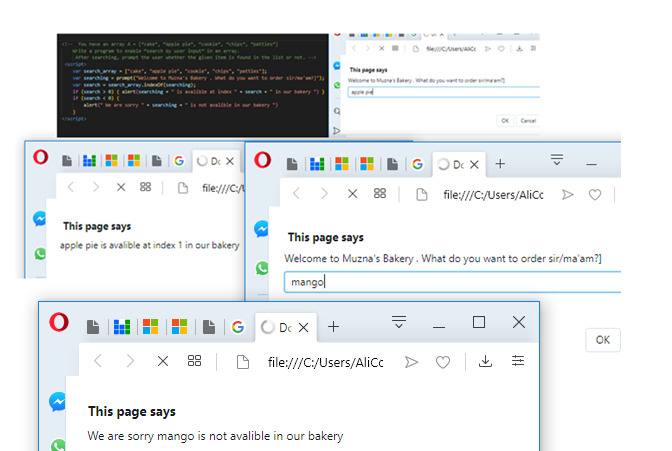 <!-- You have an array A = ["cake", "apple pie", "cookie", "chips", "patties"]
Write a program to enable "search by user input" in an array.
After searching, prompt the user whether the given item is found in the list or not. -->
<script>
var search_array = ["cake", "apple pie", "cookie", "chips", "patties"];
var searching = prompt("Welcome to Muzna's Bakery . What do you want to order sir/ma'am?]");
var search = search_array.indexOf(searching);
if (search > 0) { alert(searching + " is avalible at index " + search + " in our bakery ") }
if (search < 0) {
alert(" We are sorry " + searching + " is not avalible in our bakery ")
}
</script>
file:///C:/Users/AliCc
This page says
Welcome to Muzna's Bakery . What do you want to order sir/ma'am?]
apple pie
OK Cancel
G Dc
file:///C:/U
This page says
apple pie is avalible at index 1 in our bakery
G Dc
file:///C:/Users/AliCc
This page says
Welcome to Muzna's Bakery . What do you want to order sir/ma'am?]
mango
OK
G Dc
file:///C:/Users/AliCc
This page says
We are sorry mango is not avalible in our bakery